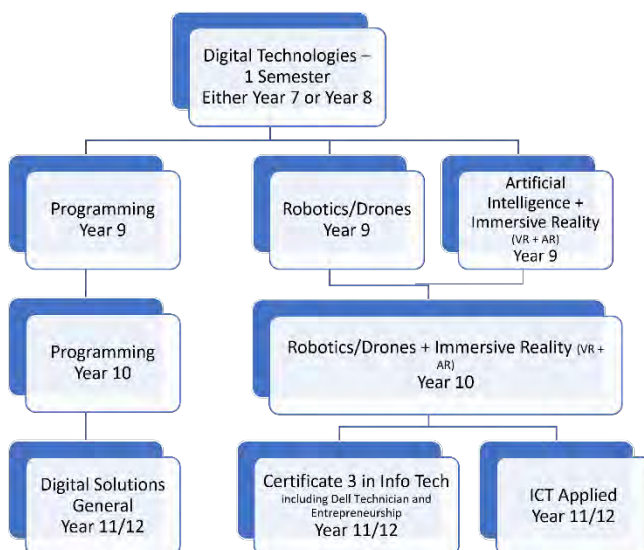 Digital Technologies –
1 Semester
Either Year 7 or Year 8
Programming
Year 9
Robotics/Drones
Year 9
Artificial
Intelligence +
Immersive Reality
(VR + AR)
Year 9
Programming
Year 10
Robotics/Drones + Immersive Reality (VR +
AR)
Year 10
Digital Solutions
General
Year 11/12
Certificate 3 in Info Tech
including Dell Technician and
Entrepreneurship
Year 11/12
ICT Applied
Year 11/12